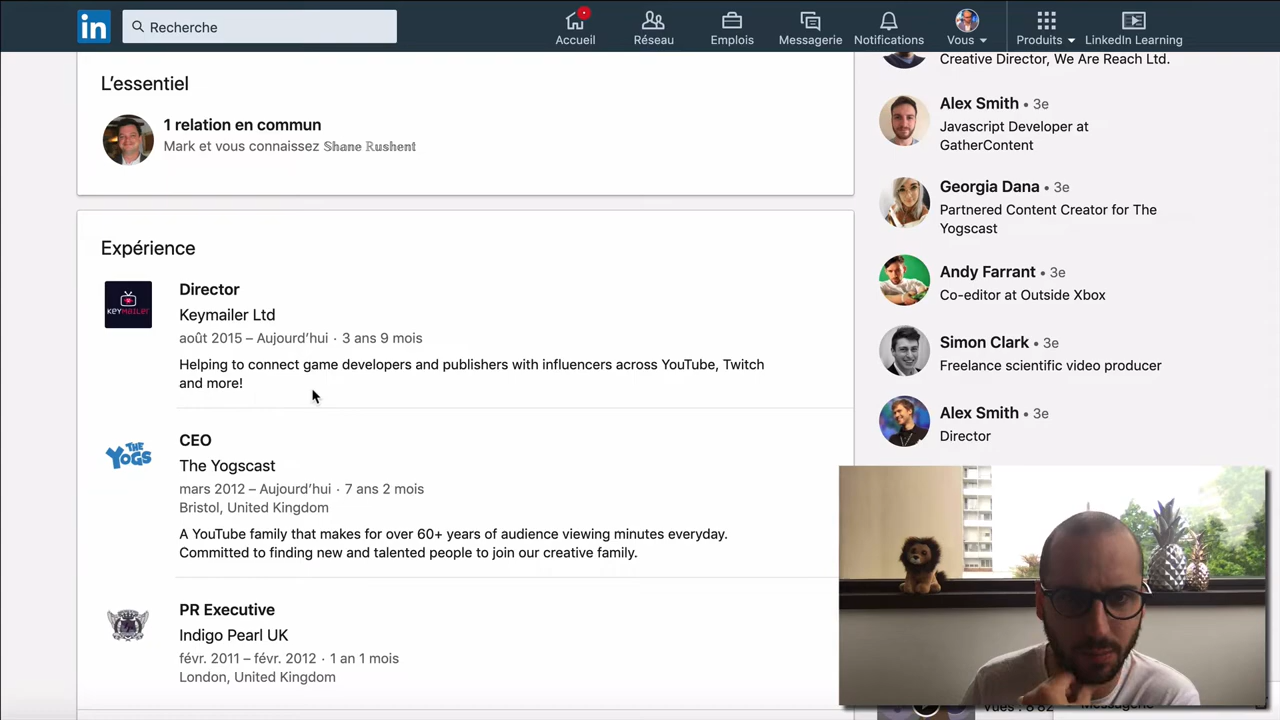 in
Recherche
Accueil
Réseau
Emplois
Messagerie
Notifications
Vous
Produits
LinkedIn Learning
L'essentiel
1 relation en commun
Mark et vous connaissez Shane Rushent
Expérience
KEYMAILER
Director
Keymailer Ltd
août 2015 – Aujourd'hui · 3 ans 9 mois
Helping to connect game developers and publishers with influencers across YouTube, Twitch
and more!
THE
YOGS
CEO
The Yogscast
mars 2012 – Aujourd'hui · 7 ans 2 mois
Bristol, United Kingdom
A YouTube family that makes for over 60+ years of audience viewing minutes everyday.
Committed to finding new and talented people to join our creative family.
PR Executive
Indigo Pearl UK
févr. 2011 – févr. 2012 · 1 an 1 mois
London, United Kingdom
Creative Director, We Are Reach Ltd.
Alex Smith • 3e
Javascript Developer at
GatherContent
Georgia Dana • 3e
Partnered Content Creator for The
Yogscast
Andy Farrant • 3e
Co-editor at Outside Xbox
Simon Clark • 3e
Freelance scientific video producer
Alex Smith • 3e
Director